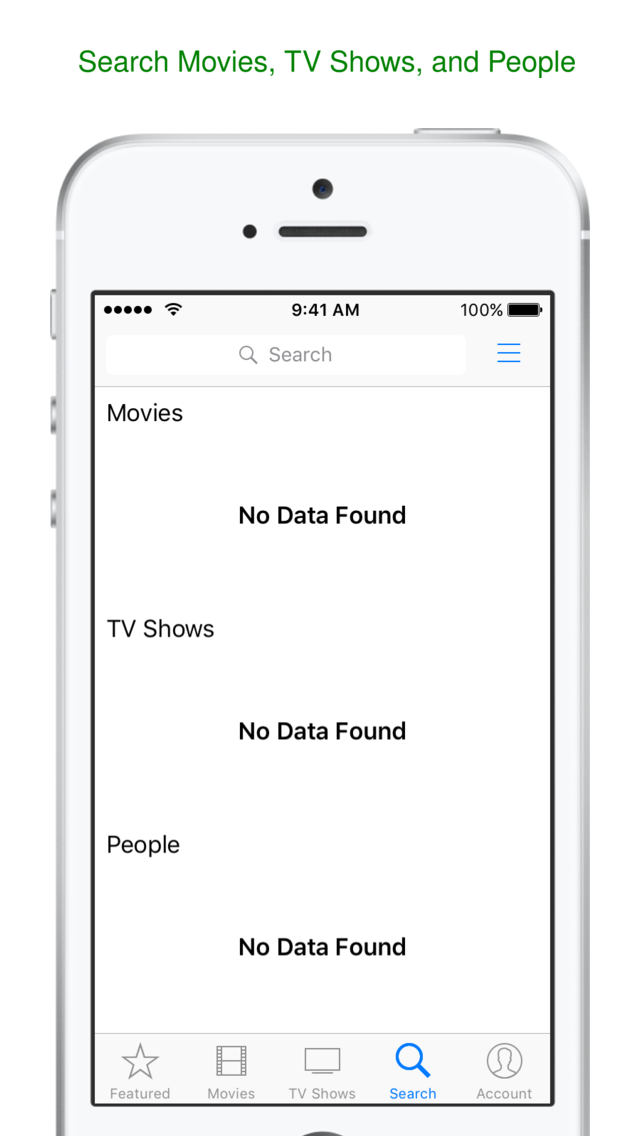 Search Movies, TV Shows, and People
9:41 AM
100%
Search
Movies
No Data Found
TV Shows
No Data Found
People
No Data Found
Featured
Movies
TV Shows
Search
Account